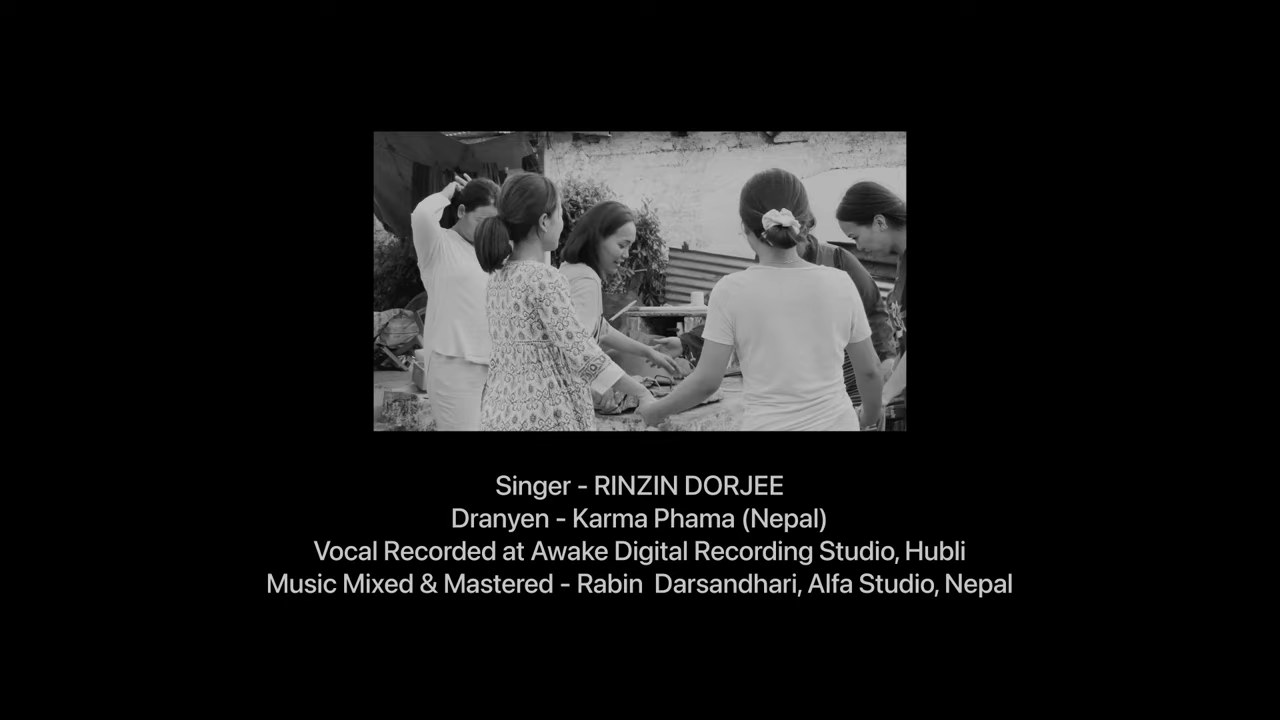 Singer - RINZIN DORJEE
Dranyen - Karma Phama (Nepal)
Vocal Recorded at Awake Digital Recording Studio, Hubli
Music Mixed & Mastered - Rabin  Darsandhari, Alfa Studio, Nepal